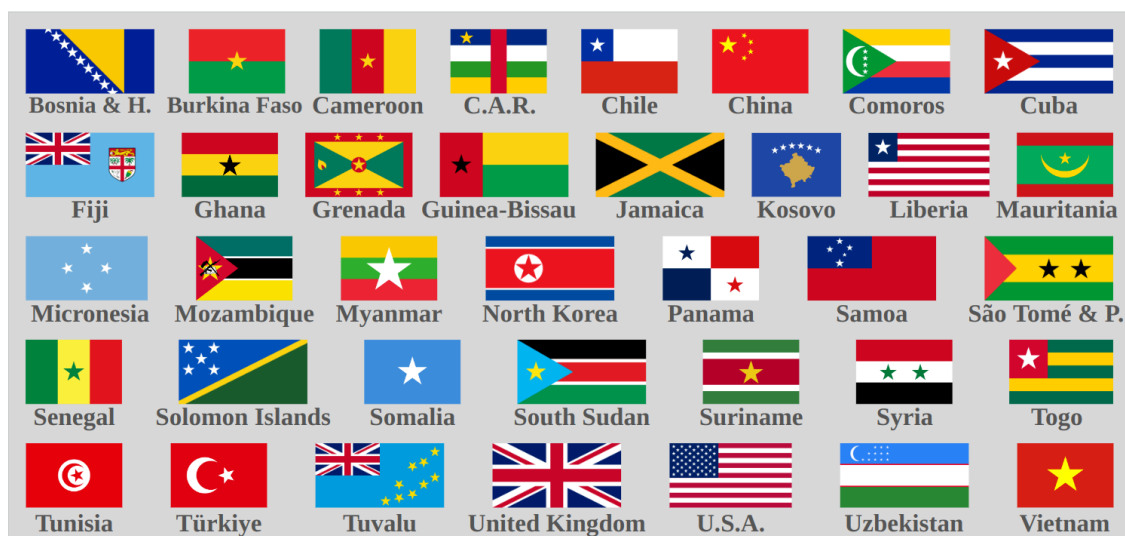 Bosnia & H. Burkina Faso Cameroon C.A.R. Chile China Comoros Cuba
Fiji Ghana Grenada Guinea-Bissau Jamaica Kosovo Liberia Mauritania
Micronesia Mozambique Myanmar North Korea Panama Samoa São Tomé & P.
Senegal Solomon Islands Somalia South Sudan Suriname Syria Togo
Tunisia Türkiye Tuvalu United Kingdom U.S.A. Uzbekistan Vietnam